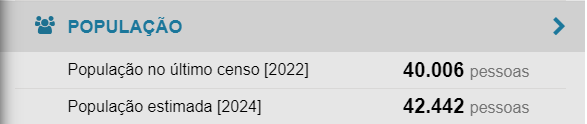 POPULAÇÃO
População no último censo [2022] 40.006 pessoas
População estimada [2024] 42.442 pessoas